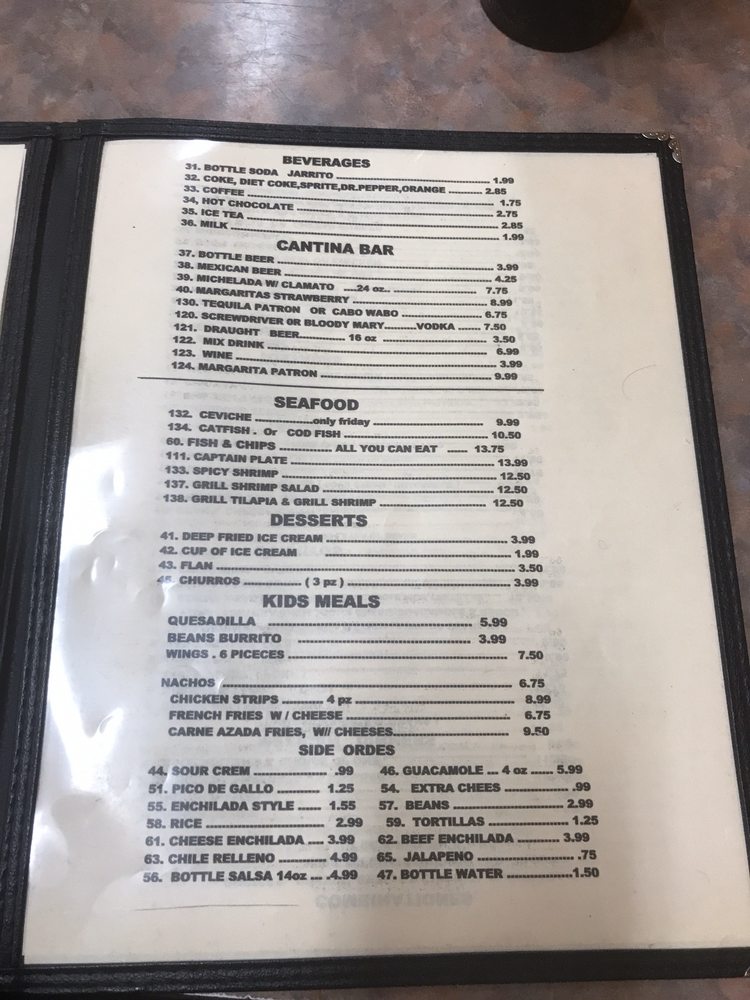 BEVERAGES
31. BOTTLE SODA JARRITO ........ 1.99
32. COKE, DIET COKE,SPRITE,DR.PEPPER,ORANGE ........ 2.85
33. COFFEE ........ 1.75
34, HOT CHOCOLATE ........ 2.75
35. ICE TEA ........ 2.85
36. MILK ........ 1.99
CANTINA BAR
37. BOTTLE BEER ........ 3.99
38. MEXICAN BEER ........ 4.25
39. MICHELADA W/ CLAMATO ....24 oz.. ........ 7.75
40. MARGARITAS STRAWBERRY ........ 8.99
130. TEQUILA PATRON OR CABO WABO ........ 6.75
120. SCREWDRIVER OR BLOODY MARY..........VODKA ....... 7.50
121. DRAUGHT BEER............... 16 oz ........ 3.50
122. MIX DRINK ........ 6.99
123. WINE ........ 3.99
124. MARGARITA PATRON ........ 9.99
SEAFOOD
132. CEVICHE ....................only friday ........ 9.99
134. CATFISH . Or COD FISH ........ 10.50
60. FISH & CHIPS .............. ALL YOU CAN EAT ...... 13.75
111. CAPTAIN PLATE ........ 13.99
133. SPICY SHRIMP ........ 12.50
137. GRILL SHRIMP SALAD ........ 12.50
138. GRILL TILAPIA & GRILL SHRIMP ........ 12.50
DESSERTS
41. DEEP FRIED ICE CREAM ........ 3.99
42. CUP OF ICE CREAM ........ 1.99
43. FLAN ........ 3.50
CHURROS ............... ( 3 pz ) ........ 3.99
KIDS MEALS
QUESADILLA ........ 5.99
BEANS BURRITO ........ 3.99
WINGS . 6 PICECES ........ 7.50
NACHOS ........ 6.75
CHICKEN STRIPS ........... 4 pz ........ 8.99
FRENCH FRIES W / CHEESE ........ 6.75
CARNE AZADA FRIES, W// CHEESES........ 9.50
SIDE ORDES
44. SOUR CREM .................. .99 46. GUACAMOLE ... 4 oz ...... 5.99
51. PICO DE GALLO ............ 1.25 54. EXTRA CHEES ................ .99
55. ENCHILADA STYLE ...... 1.55 57. BEANS ........ 2.99
58. RICE ........ 2.99 59. TORTILLAS ........ 1.25
61. CHEESE ENCHILADA .... 3.99 62. BEEF ENCHILADA .......... 3.99
63. CHILE RELLENO ............ 4.99 65. JALAPENO ........ .75
56. BOTTLE SALSA 14oz ... .4.99 47. BOTTLE WATER ........1.50